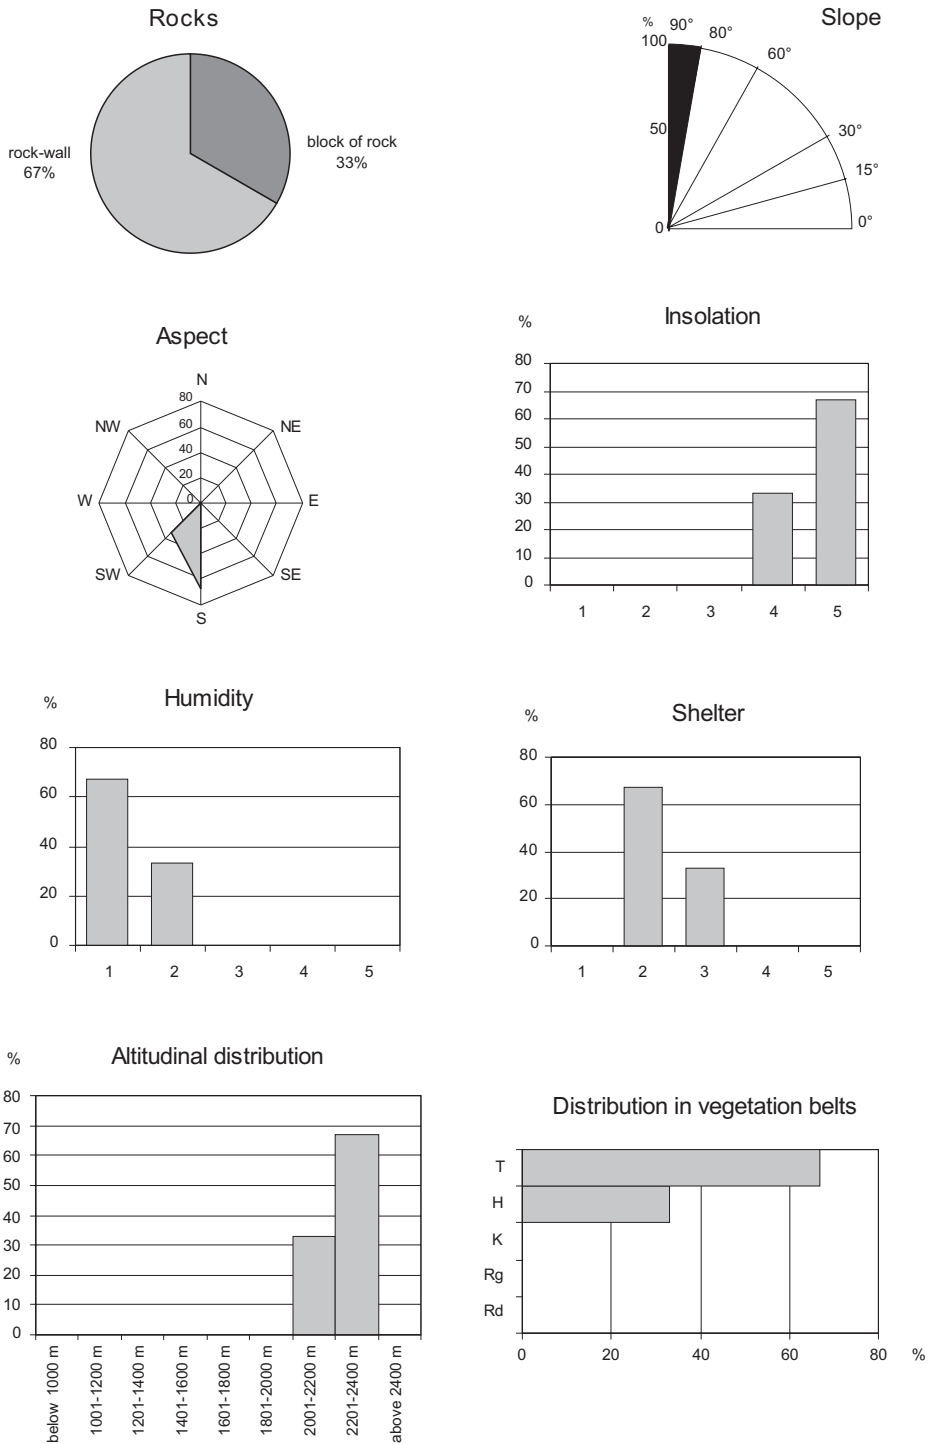 Rocks
rock-wall
67%
block of rock
33%
Slope
%
100
50
0
90°
80°
60°
30°
15°
0°
Aspect
N
NE
E
SE
S
SW
W
NW
80
60
40
20
0
Insolation
%
80
70
60
50
40
30
20
10
0
1 2 3 4 5
Humidity
%
80
60
40
20
0
1 2 3 4 5
Shelter
%
80
60
40
20
0
1 2 3 4 5
Altitudinal distribution
%
80
70
60
50
40
30
20
10
0
below 1000 m
1001-1200 m
1201-1400 m
1401-1600 m
1601-1800 m
1801-2000 m
2001-2200 m
2201-2400 m
above 2400 m
Distribution in vegetation belts
T
H
K
Rg
Rd
0 20 40 60 80 %